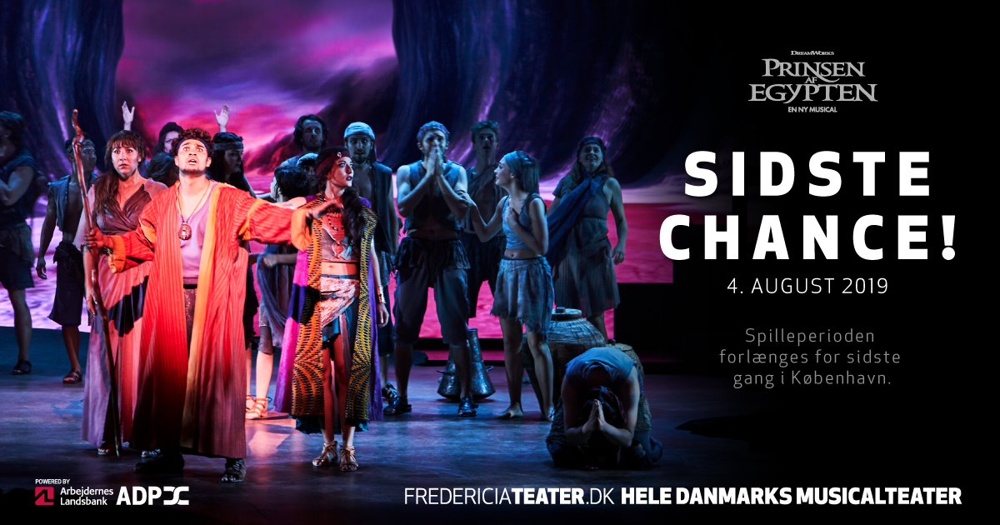 DREAMWORKS
PRINSEN
AF
EGYPTEN
EN NY MUSICAL
SIDSTE
CHANCE!
4. AUGUST 2019
Spilleperioden
forlænges for sidste
gang i København.
POWERED BY
Arbejdernes
Landsbank
ADP
FREDERICIATEATER.DK HELE DANMARKS MUSICALTEATER